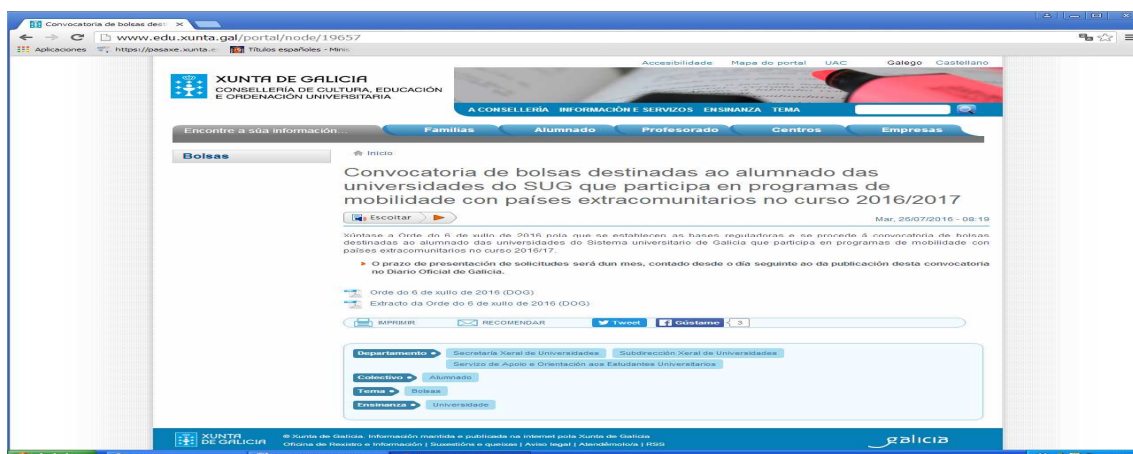 Convocatoria de bolsas dest
www.edu.xunta.gal/portal/node/19657
Aplicaciones https://pasaxe.xunta.e Títulos españoles - Minis
Accesibilidade Mapa do portal UAC Galego Castellano
XUNTA DE GALICIA
CONSELLERÍA DE CULTURA, EDUCACIÓN
E ORDENACIÓN UNIVERSITARIA
A CONSELLERÍA INFORMACIÓN E SERVIZOS ENSINANZA TEMA
Encontre a súa información... Familias Alumnado Profesorado Centros Empresas
Bolsas
Inicio
Convocatoria de bolsas destinadas ao alumnado das
universidades do SUG que participa en programas de
mobilidade con países extracomunitarios no curso 2016/2017
Escoitar
Mar, 26/07/2016 - 08:19
Xúntase a Orde do 6 de xullo de 2016 pola que se establecen as bases reguladoras e se procede á convocatoria de bolsas
destinadas ao alumnado das universidades do Sistema universitario de Galicia que participa en programas de mobilidade con
países extracomunitarios no curso 2016/17.
O prazo de presentación de solicitudes será dun mes, contado desde o día seguinte ao da publicación desta convocatoria
no Diario Oficial de Galicia.
Orde do 6 de xullo de 2016 (DOG)
Extracto da Orde do 6 de xullo de 2016 (DOG)
IMPRIMIR RECOMENDAR Tweet Gústame 3
Departamento Secretaría Xeral de Universidades Subdirección Xeral de Universidades
Servizo de Apoio e Orientación aos Estudantes Universitarios
Colectivo Alumnado
Tema Bolsas
Ensinanza Universidade
XUNTA
DE GALICIA
© Xunta de Galicia. Información mantida e publicada na internet pola Xunta de Galicia
Oficina de Rexistro e Información | Suxestións e queixas | Aviso legal | Atendémolo/a | RSS
galicia